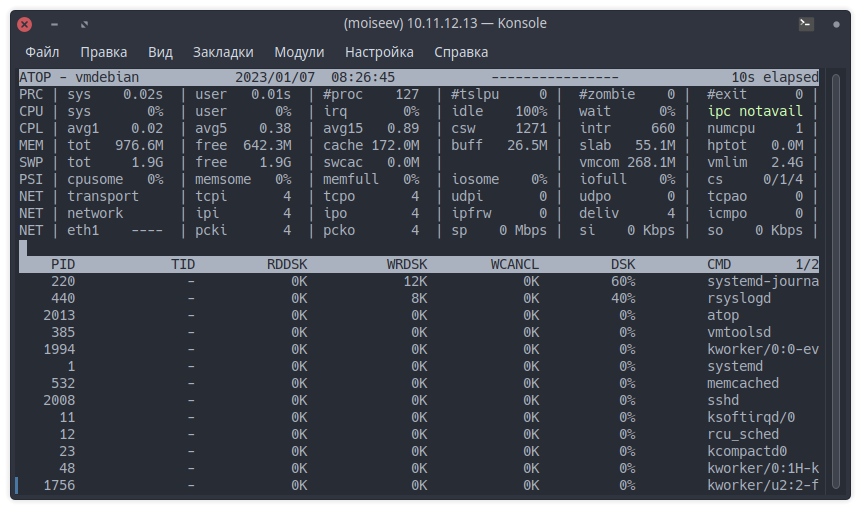 (moiseev) 10.11.12.13 — Konsole
Файл Правка Вид Закладки Модули Настройка Справка
ATOP - vmdebian 2023/01/07 08:26:45 ---------------- 10s elapsed
PRC | sys 0.02s | user 0.01s | #proc 127 | #tslpu 0 | #zombie 0 | #exit 0 |
CPU | sys 0% | user 0% | irq 0% | idle 100% | wait 0% | ipc notavail |
CPL | avg1 0.02 | avg5 0.38 | avg15 0.89 | csw 1271 | intr 660 | numcpu 1 |
MEM | tot 976.6M | free 642.3M | cache 172.0M | buff 26.5M | slab 55.1M | hptot 0.0M |
SWP | tot 1.9G | free 1.9G | swcac 0.0M | | vmcom 268.1M | vmlim 2.4G |
PSI | cpusome 0% | memsome 0% | memfull 0% | iosome 0% | iofull 0% | cs 0/1/4 |
NET | transport | tcpi 4 | tcpo 4 | udpi 0 | udpo 0 | tcpao 0 |
NET | network | ipi 4 | ipo 4 | ipfrw 0 | deliv 4 | icmpo 0 |
NET | eth1 ---- | pcki 4 | pcko 4 | sp 0 Mbps | si 0 Kbps | so 0 Kbps |
PID TID RDDSK WRDSK WCANCL DSK CMD 1/2
220 - 0K 12K 0K 60% systemd-journa
440 - 0K 8K 0K 40% rsyslogd
2013 - 0K 0K 0K 0% atop
385 - 0K 0K 0K 0% vmtoolsd
1994 - 0K 0K 0K 0% kworker/0:0-ev
1 - 0K 0K 0K 0% systemd
532 - 0K 0K 0K 0% memcached
2008 - 0K 0K 0K 0% sshd
11 - 0K 0K 0K 0% ksoftirqd/0
12 - 0K 0K 0K 0% rcu_sched
23 - 0K 0K 0K 0% kcompactd0
48 - 0K 0K 0K 0% kworker/0:1H-k
1756 - 0K 0K 0K 0% kworker/u2:2-f